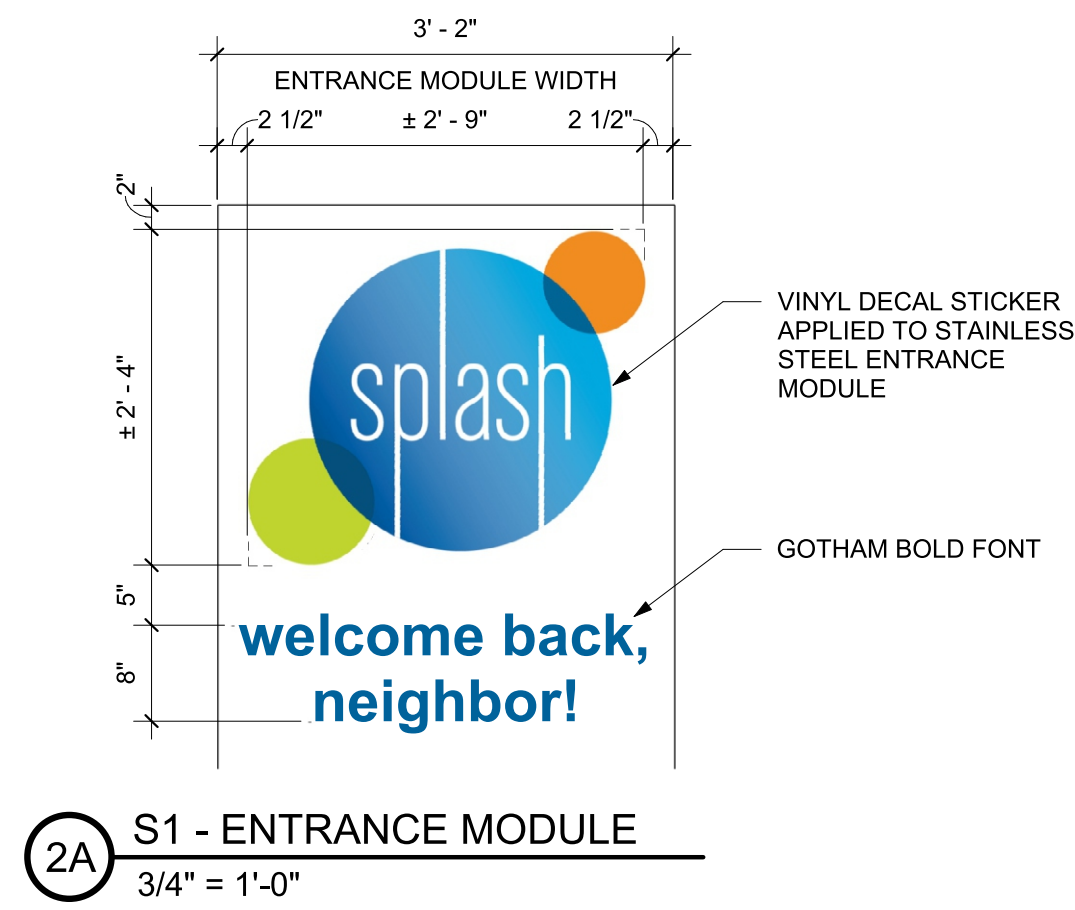 3' - 2"
ENTRANCE MODULE WIDTH
2 1/2" ± 2' - 9" 2 1/2"
2"
± 2' - 4"
5"
8"
splash
VINYL DECAL STICKER
APPLIED TO STAINLESS
STEEL ENTRANCE
MODULE
GOTHAM BOLD FONT
welcome back,
neighbor!
2A
S1 - ENTRANCE MODULE
3/4" = 1'-0"